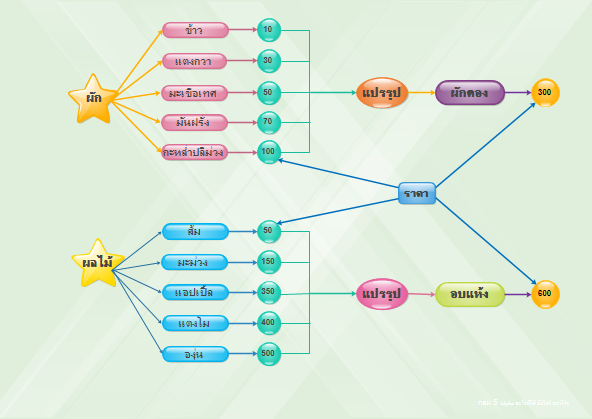 ข้าว 10
แตงกวา 30
ผัก มะเขือเทศ 50 แปรรูป ผักดอง 300
มันฝรั่ง 70
กะหล่ำปลีม่วง 100
ราคา
ส้ม 50
ผลไม้ มะม่วง 150
แอปเปิ้ล 350 แปรรูป อบแห้ง 600
แตงโม 400
องุ่น 500